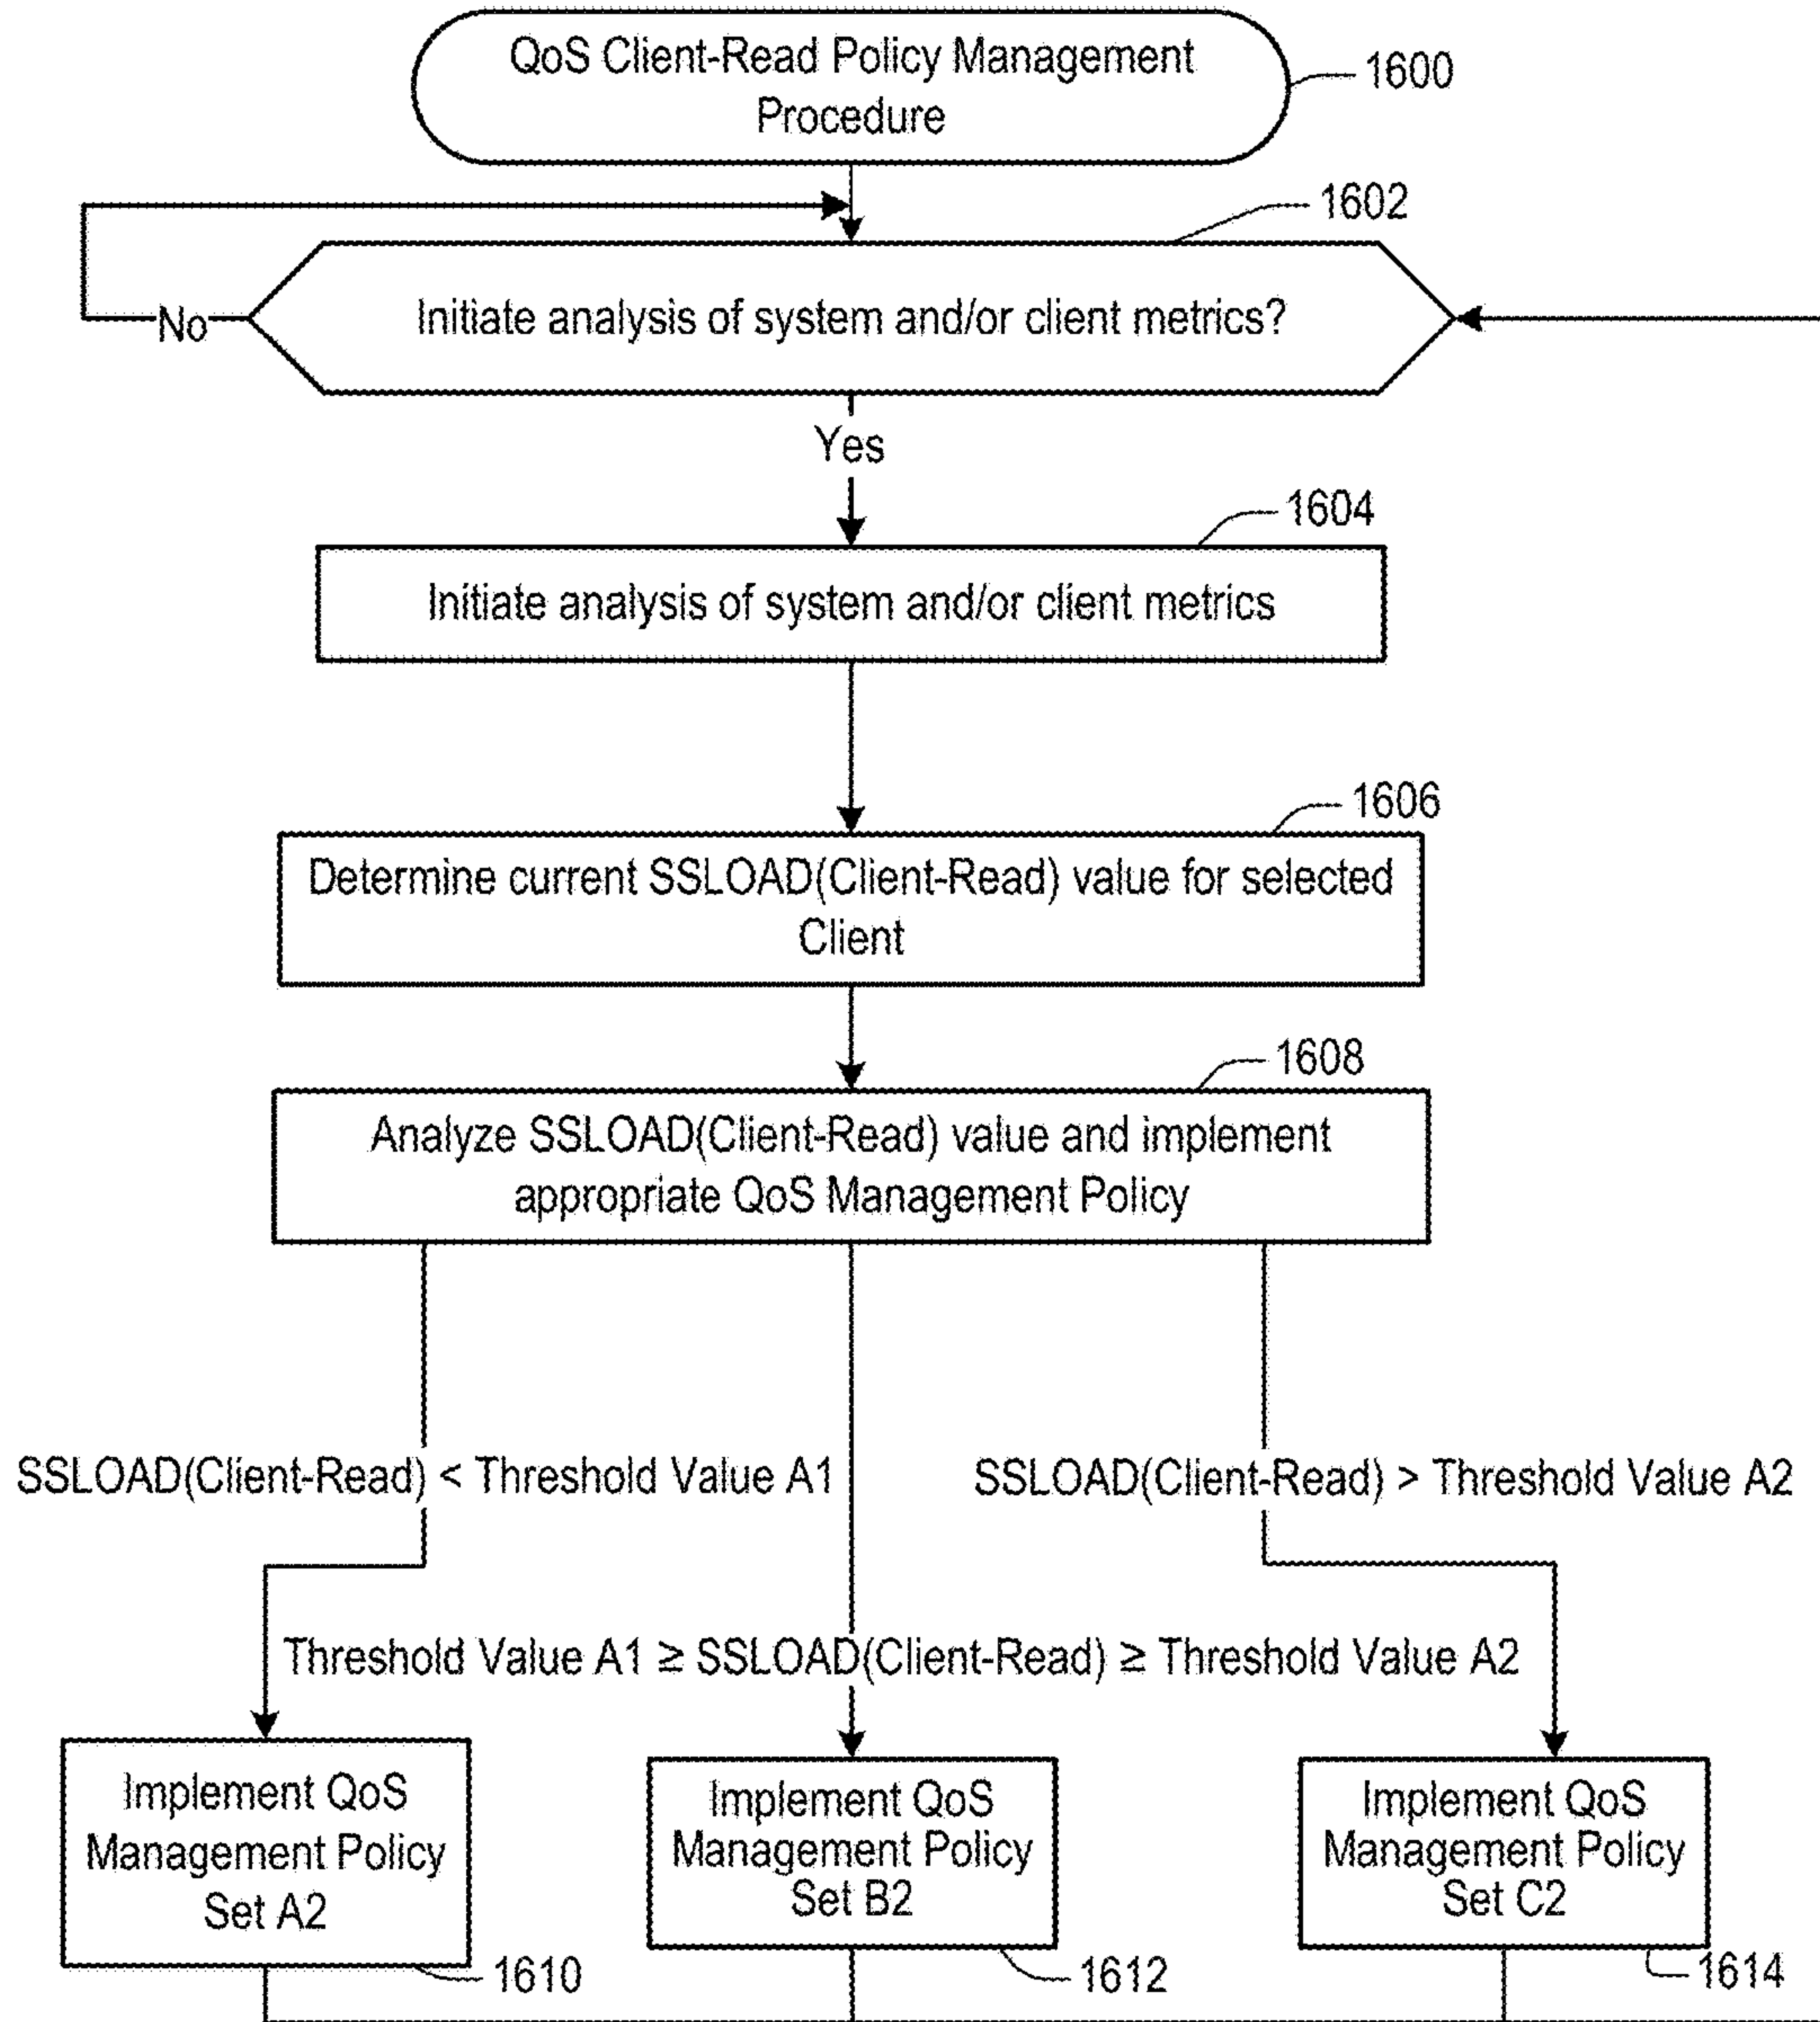 QoS Client-Read Policy Management
Procedure
1600
1602
Initiate analysis of system and/or client metrics?
No
Yes
1604
Initiate analysis of system and/or client metrics
1606
Determine current SSLOAD(Client-Read) value for selected
Client
1608
Analyze SSLOAD(Client-Read) value and implement
appropriate QoS Management Policy
SSLOAD(Client-Read) < Threshold Value A1
SSLOAD(Client-Read) > Threshold Value A2
Threshold Value A1 ≥ SSLOAD(Client-Read) ≥ Threshold Value A2
Implement QoS
Management Policy
Set A2
1610
Implement QoS
Management Policy
Set B2
1612
Implement QoS
Management Policy
Set C2
1614